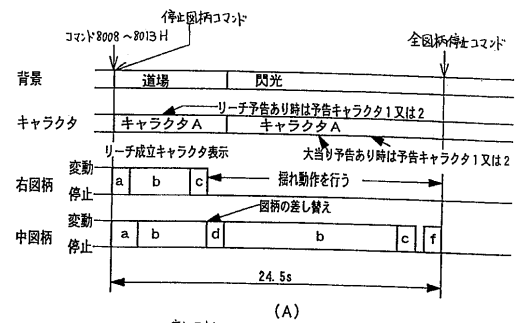 停止図柄コマンド
コマンド8008～8013H
全図柄停止コマンド
背景
道場
閃光
リーチ予告あり時は予告キャラクタ1又は2
キャラクタ
キャラクタA
キャラクタA
リーチ成立キャラクタ表示
大当り予告あり時は予告キャラクタ1又は2
右図柄
変動
停止
a
b
c
揺れ動作を行う
図柄の差し替え
中図柄
変動
停止
a
b
d
b
c
f
24.5s
(A)